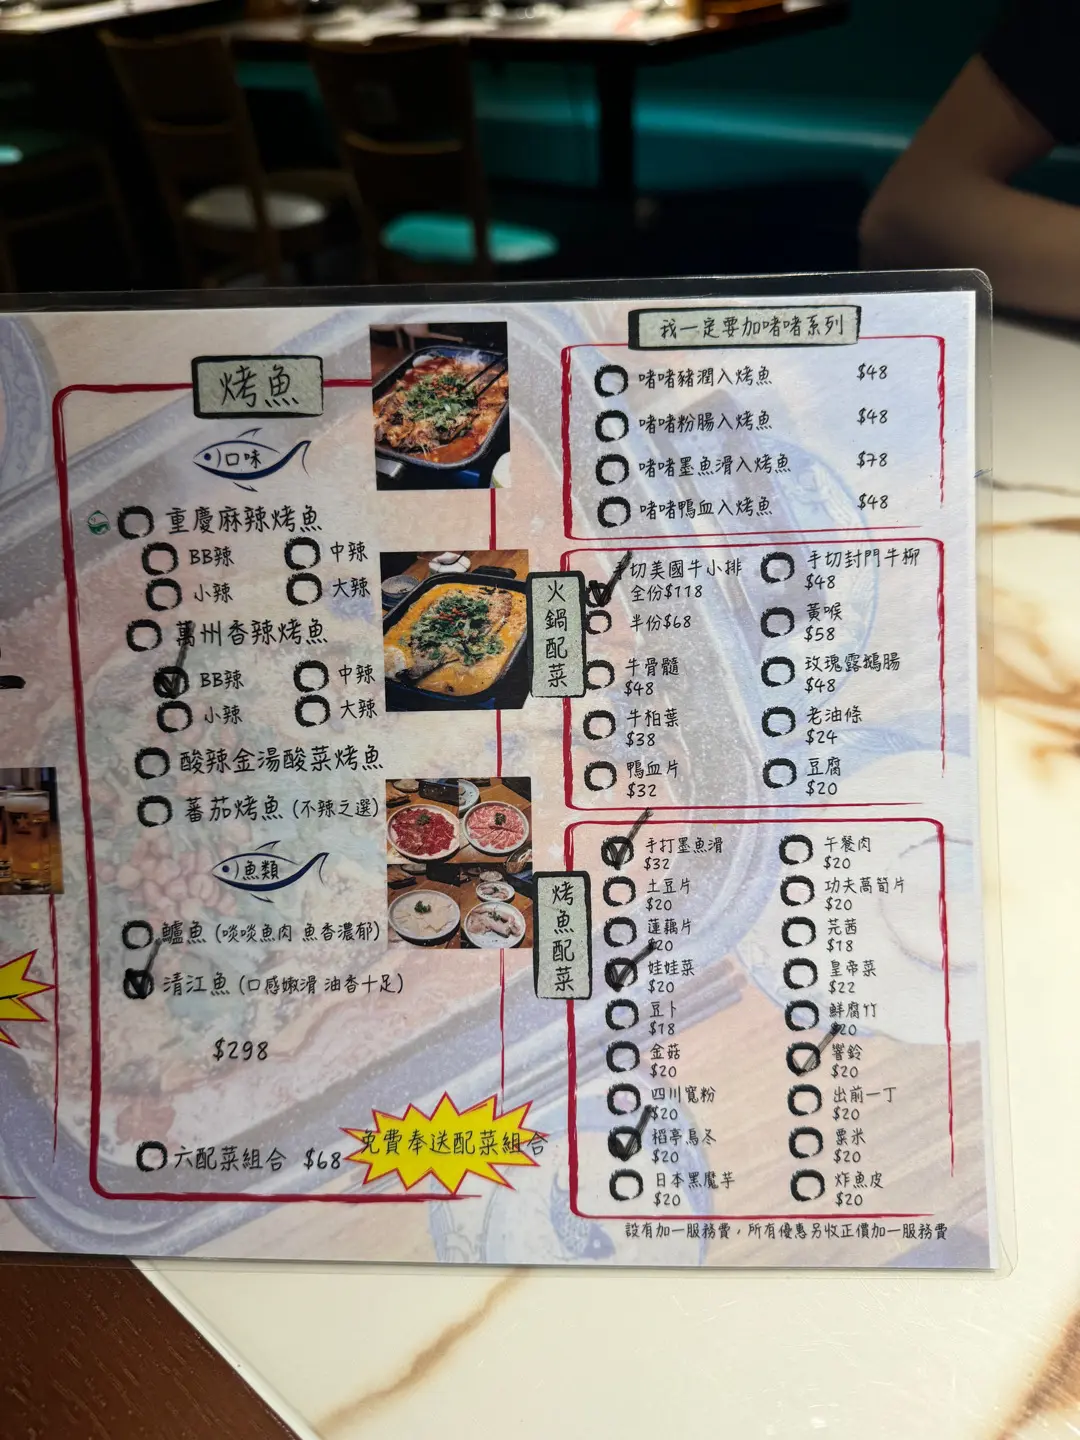 烤魚
口味
重慶麻辣烤魚
BB辣
中辣
小辣
大辣
萬州香辣烤魚
BB辣
中辣
小辣
大辣
酸辣金湯酸菜烤魚
蕃茄烤魚 (不辣之選)
魚類
鱸魚 (啖啖魚肉 魚香濃郁)
清江魚 (口感嫩滑 油香十足)
$298
六配菜組合 $68
免費奉送配菜組合
我一定要加啫啫系列
啫啫豬潤入烤魚 $48
啫啫粉腸入烤魚 $48
啫啫墨魚滑入烤魚 $78
啫啫鴨血入烤魚 $48
火鍋配菜
手切美國牛小排
全份$118
半份$68
牛骨髓
$48
牛柏葉
$38
鴨血片
$32
手切封門牛柳
$48
黃喉
$58
玫瑰露鵝腸
$48
老油條
$24
豆腐
$20
烤魚配菜
手打墨魚滑
$32
土豆片
$20
蓮藕片
$20
娃娃菜
$20
豆卜
$18
金菇
$20
四川寬粉
$20
稻亭烏冬
$20
日本黑魔芋
$20
午餐肉
$20
功夫萵筍片
$20
芫茜
$18
皇帝菜
$22
鮮腐竹
$20
響鈴
$20
出前一丁
$20
粟米
$20
炸魚皮
$20
設有加一服務費，所有優惠另收正價加一服務費